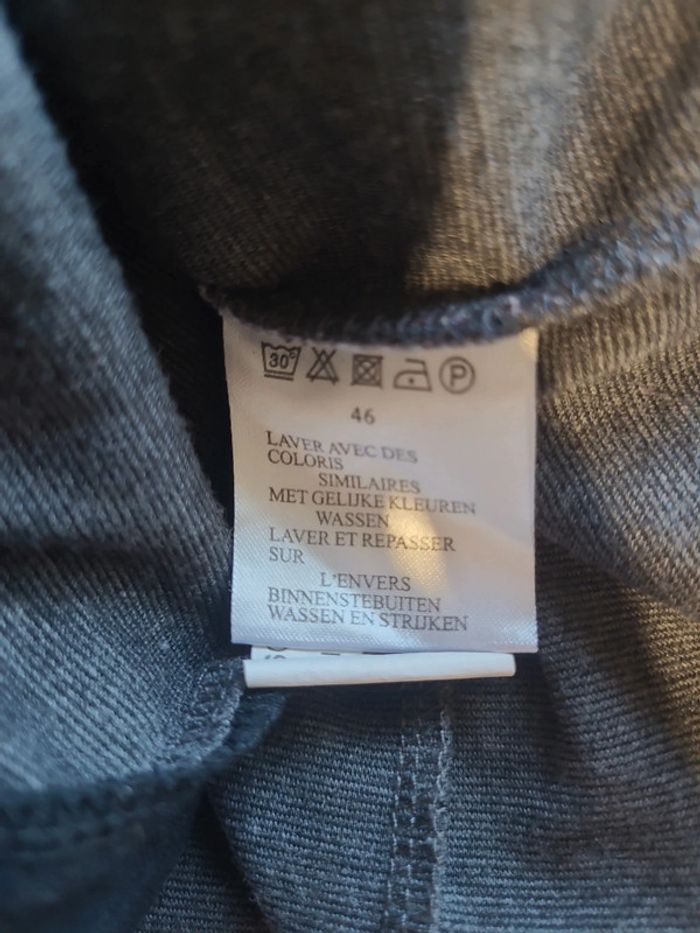 30° P
46
LAVER AVEC DES
COLORIS
SIMILAIRES
MET GELIJKE KLEUREN
WASSEN
LAVER ET REPASSER
SUR
L'ENVERS
BINNENSTEBUITEN
WASSEN EN STRIJKEN